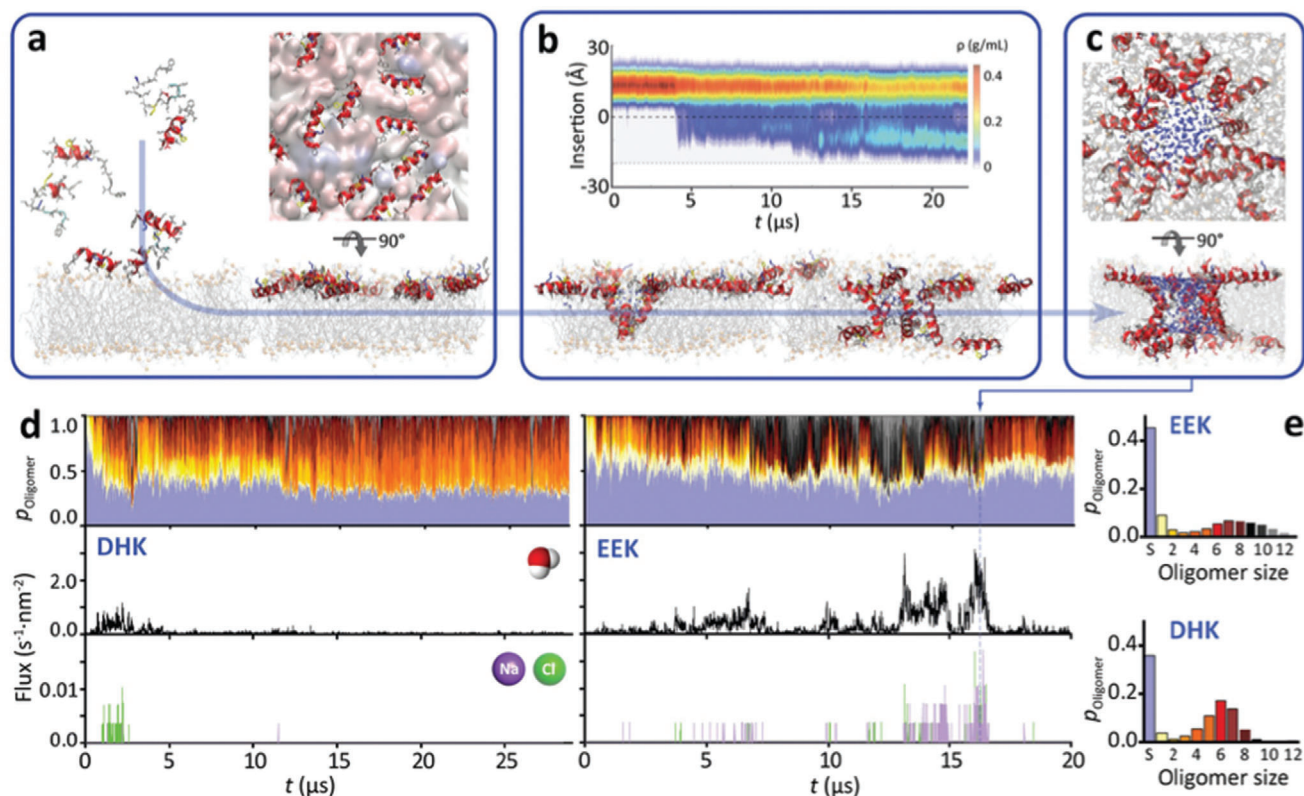 a
90°
b
Insertion (Å)
30
0
-30
0 5 10 15 20
t (μs)
ρ (g/mL)
0.4
0.2
0
c
90°
d
pOligomer
1.0
0.5
0.0
DHK
EEK
Flux (s⁻¹·nm⁻²)
2.0
0.0
Na Cl
0.01
0.0
0 5 10 15 20 25
t (μs)
0 5 10 15 20
t (μs)
e
EEK
pOligomer
0.4
0.2
0.0
S 2 4 6 8 10 12
Oligomer size
DHK
pOligomer
0.4
0.2
0.0
S 2 4 6 8 10 12
Oligomer size